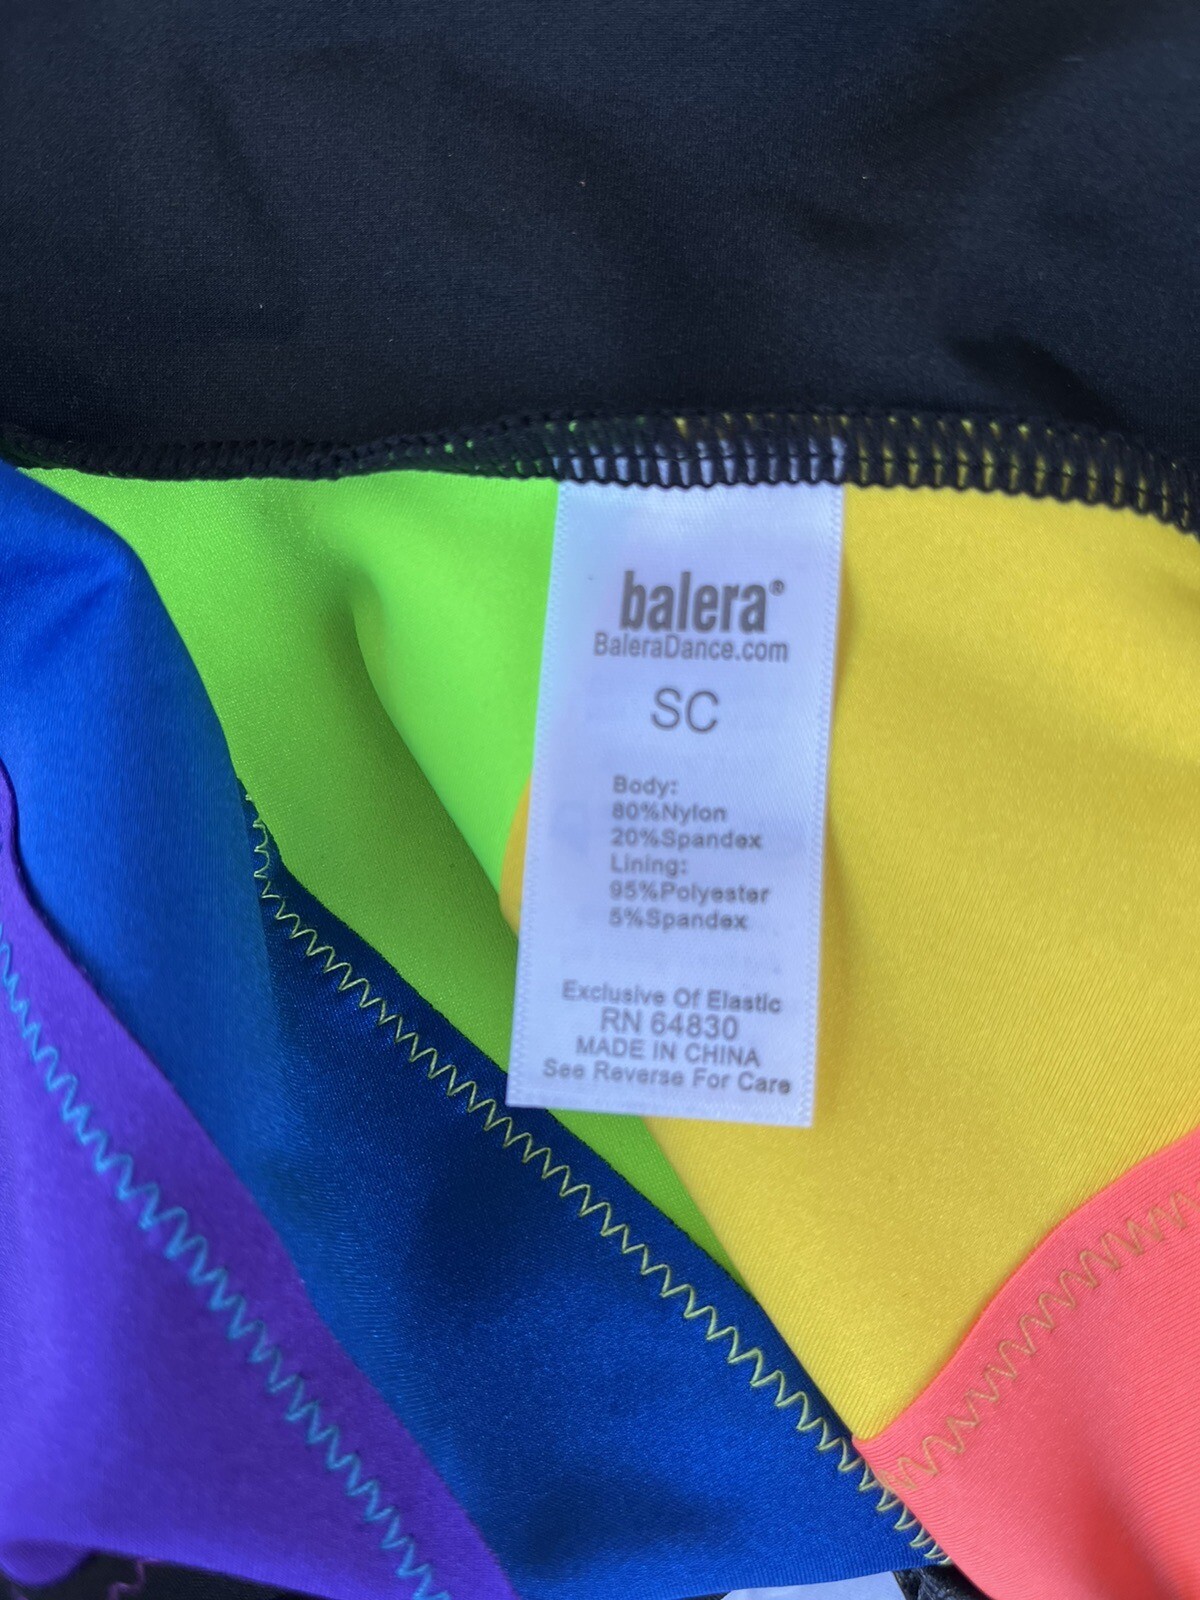 balera®
BaleraDance.com
SC
Body:
80%Nylon
20%Spandex
Lining:
95%Polyester
5%Spandex
Exclusive Of Elastic
RN 64830
MADE IN CHINA
See Reverse For Care